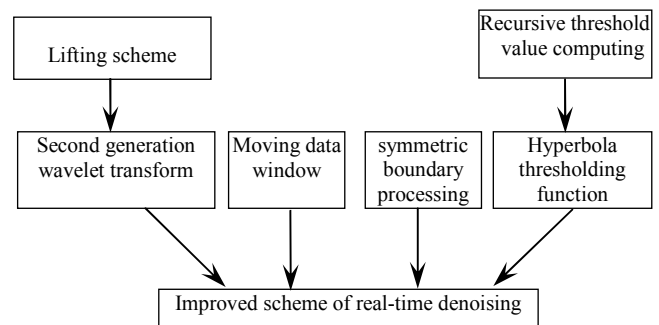 Lifting scheme
Recursive threshold
value computing
Second generation
wavelet transform
Moving data
window
symmetric
boundary
processing
Hyperbola
thresholding
function
Improved scheme of real-time denoising